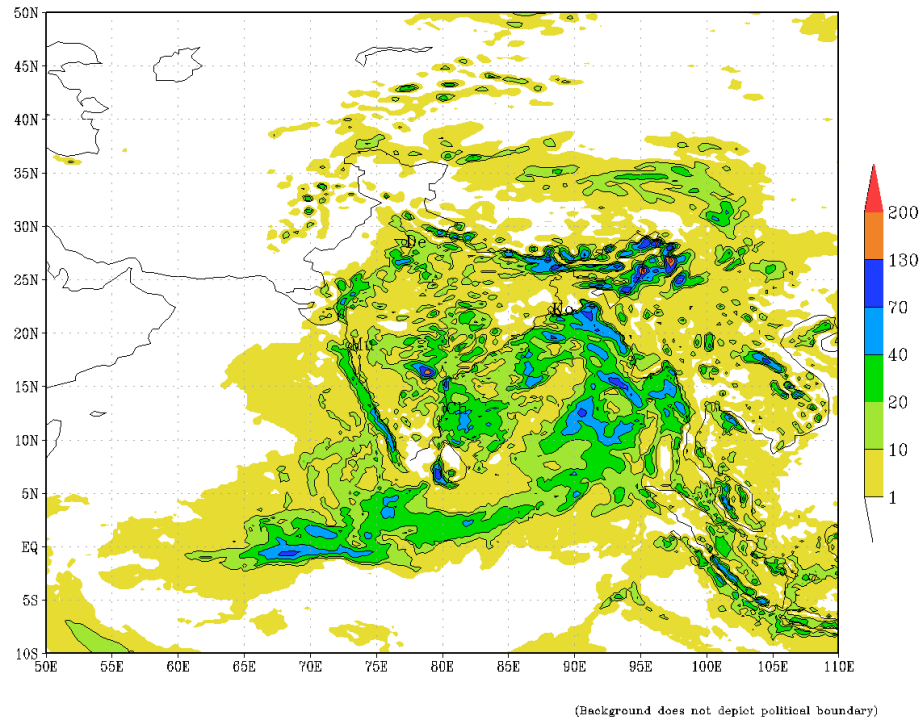 50N
45N
40N
35N
30N
25N
20N
15N
10N
5N
EQ
5S
10S
50E 55E 60E 65E 70E 75E 80E 85E 90E 95E 100E 105E 110E
De
Ko
Mu
200
130
70
40
20
10
1
(Background does not depict political boundary)